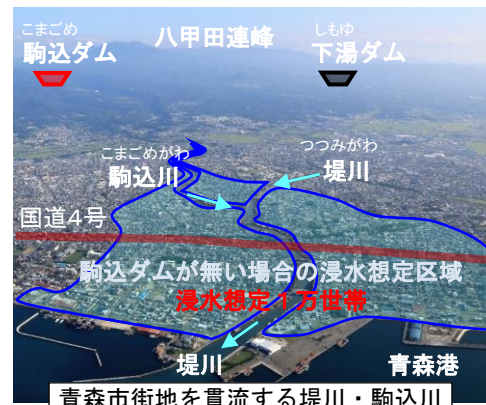 こまごめ
駒込ダム
八甲田連峰
しもゆ
下湯ダム
こまごめがわ
駒込川
つつみがわ
堤川
国道4号
駒込ダムが無い場合の浸水想定区域
浸水想定１万世帯
堤川
青森港
青森市街地を貫流する堤川・駒込川